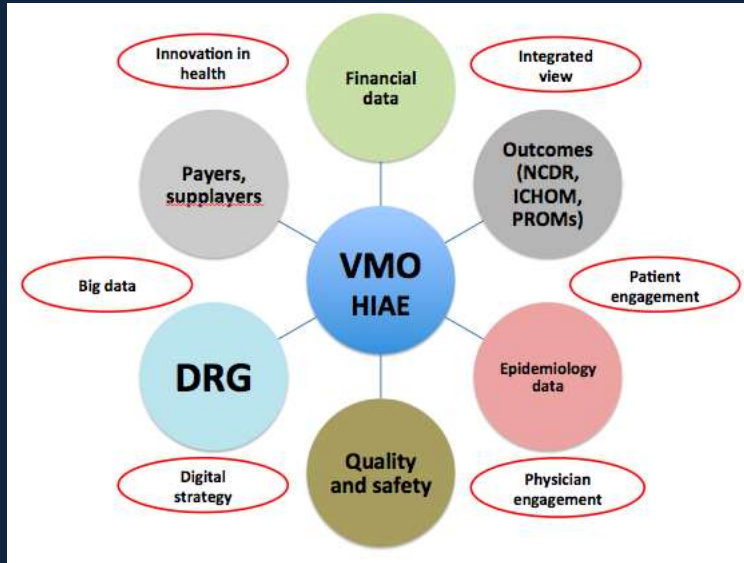 Innovation in
health
Financial
data
Integrated
view
Payers,
supplayers
Outcomes
(NCDR,
ICHOM,
PROMs)
VMO
HIAE
Big data
Patient
engagement
DRG
Epidemiology
data
Digital
strategy
Quality
and safety
Physician
engagement